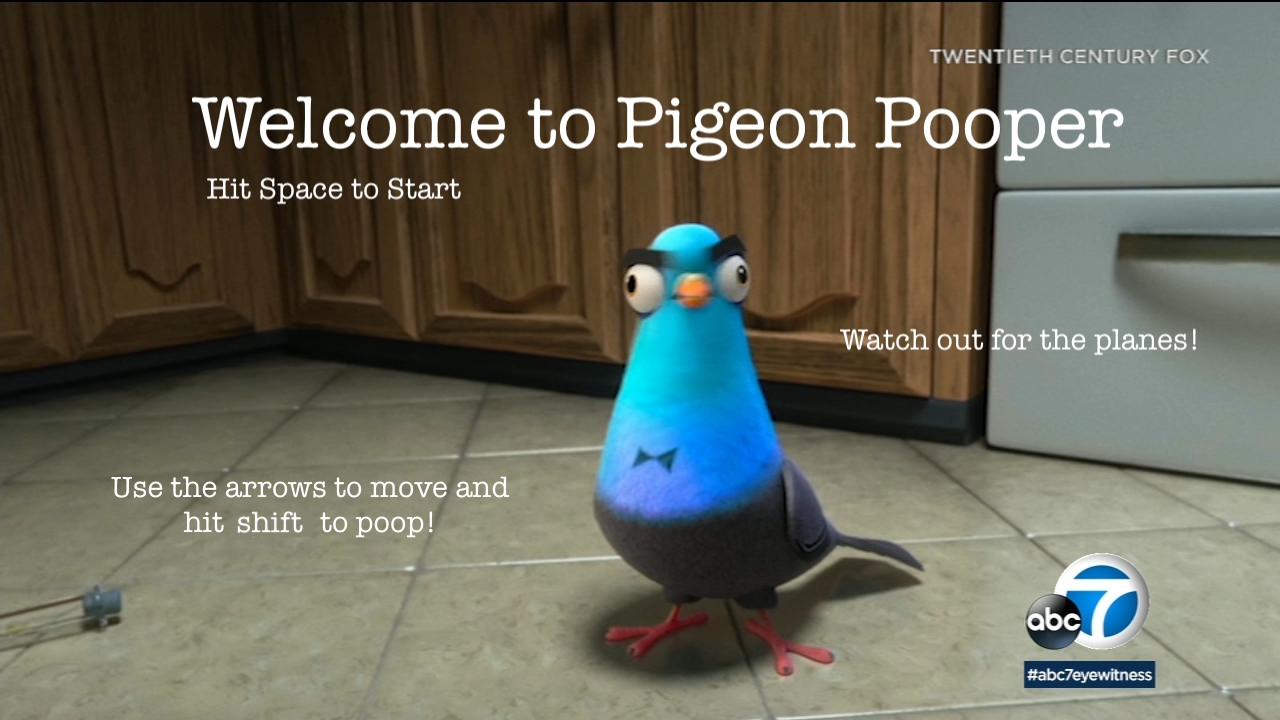 TWENTIETH CENTURY FOX
Welcome to Pigeon Pooper
Hit Space to Start
Watch out for the planes!
Use the arrows to move and
hit shift to poop!
abc 7
#abc7eyewitness